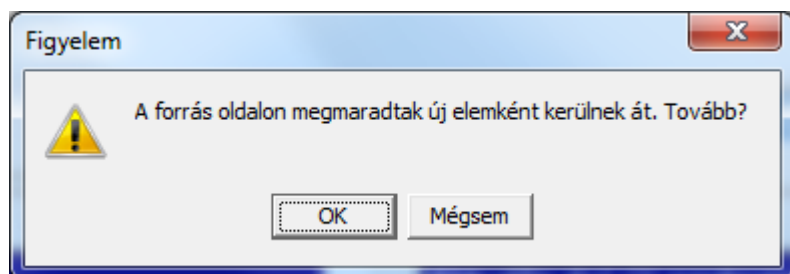 Figyelem
A forrás oldalon megmaradtak új elemként kerülnek át. Tovább?
OK
Mégsem